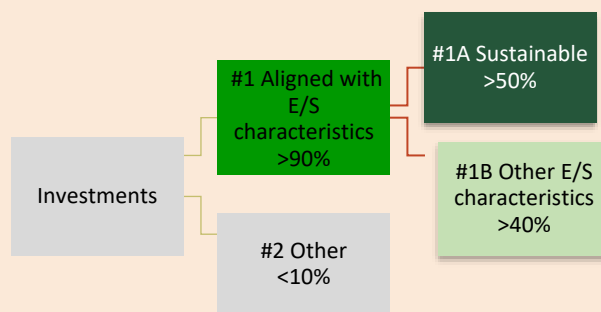 Investments
#1 Aligned with
E/S
characteristics
>90%
#2 Other
<10%
#1A Sustainable
>50%
#1B Other E/S
characteristics
>40%